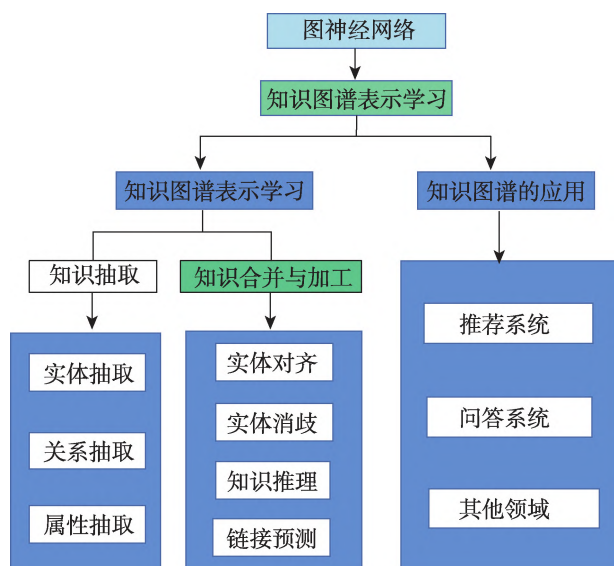 图神经网络
知识图谱表示学习
知识图谱表示学习
知识图谱的应用
知识抽取
知识合并与加工
实体抽取
关系抽取
属性抽取
实体对齐
实体消歧
知识推理
链接预测
推荐系统
问答系统
其他领域